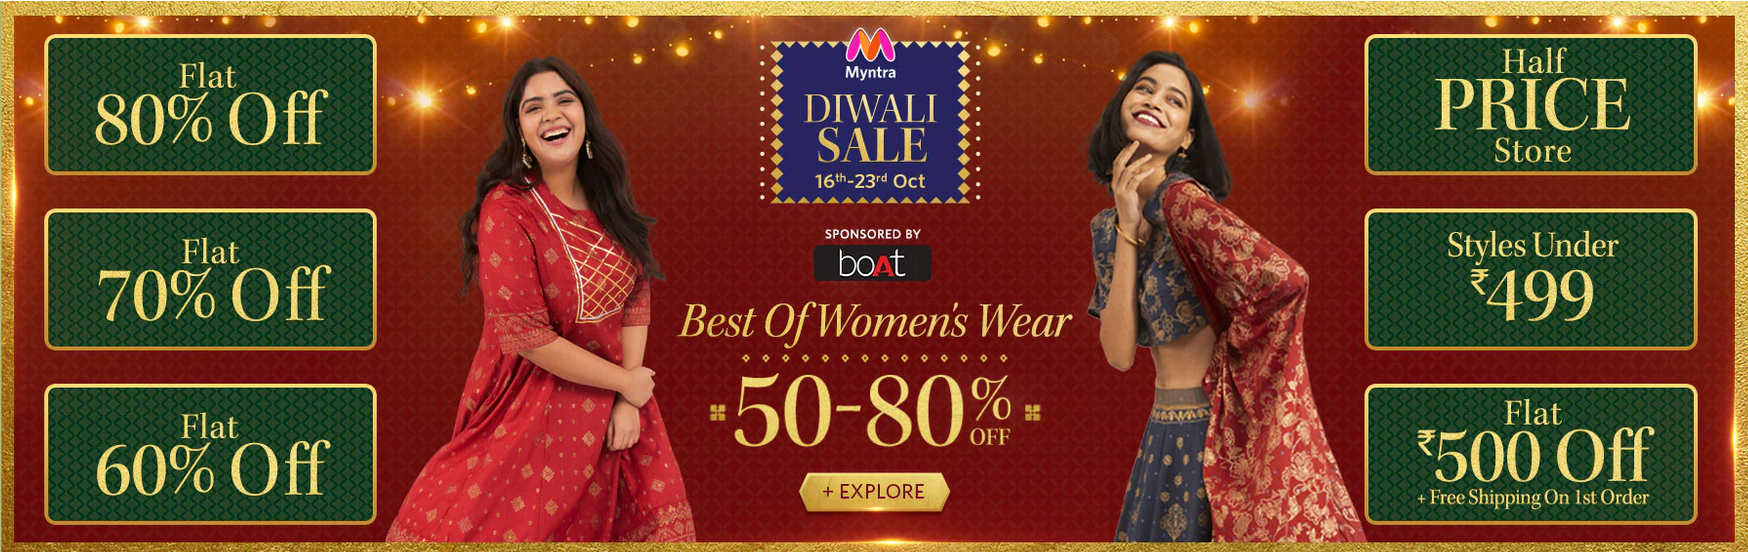 Flat
80% Off
Flat
70% Off
Flat
60% Off
Myntra
DIWALI
SALE
16th-23rd Oct
SPONSORED BY
boAt
Best Of Women's Wear
50-80%
OFF
+ EXPLORE
Half
PRICE
Store
Styles Under
₹499
Flat
₹500 Off
+ Free Shipping On 1st Order